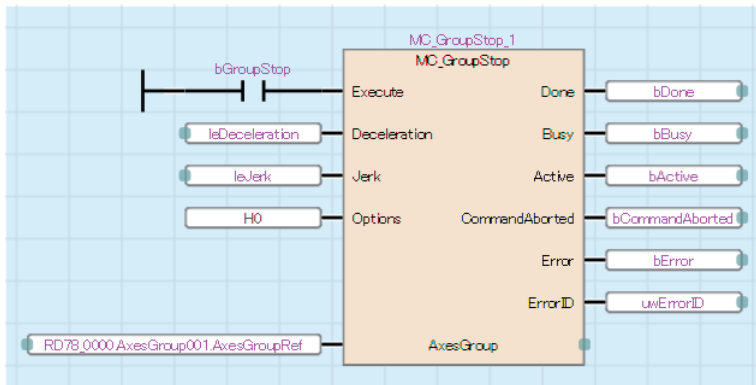 MC_GroupStop_1
MC_GroupStop
bGroupStop
Execute Done bDone
leDeceleration Deceleration Busy bBusy
leJerk Jerk Active bActive
H0 Options CommandAborted bCommandAborted
Error bError
ErrorID uwErrorID
RD78_0000.AxesGroup001.AxesGroupRef AxesGroup